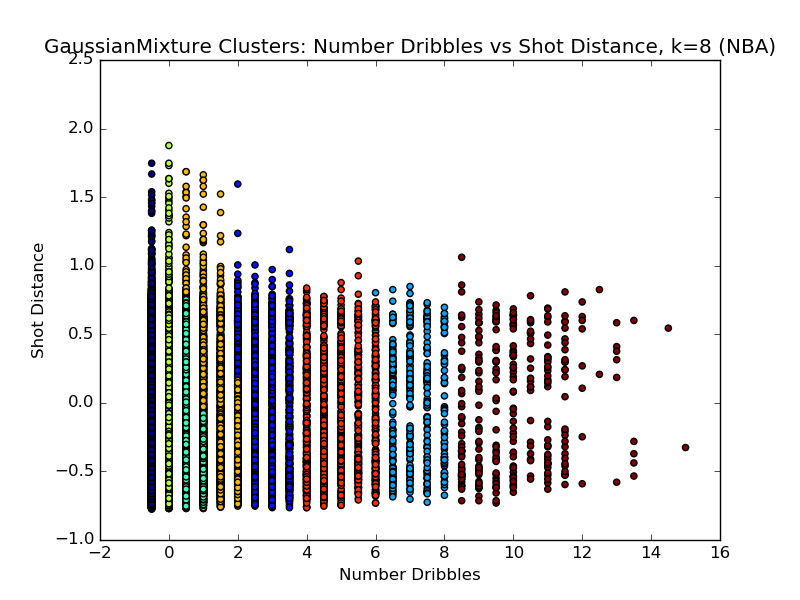 GaussianMixture Clusters: Number Dribbles vs Shot Distance, k=8 (NBA)
2.5
2.0
1.5
1.0
0.5
0.0
−0.5
−1.0
Shot Distance
−2 0 2 4 6 8 10 12 14 16
Number Dribbles